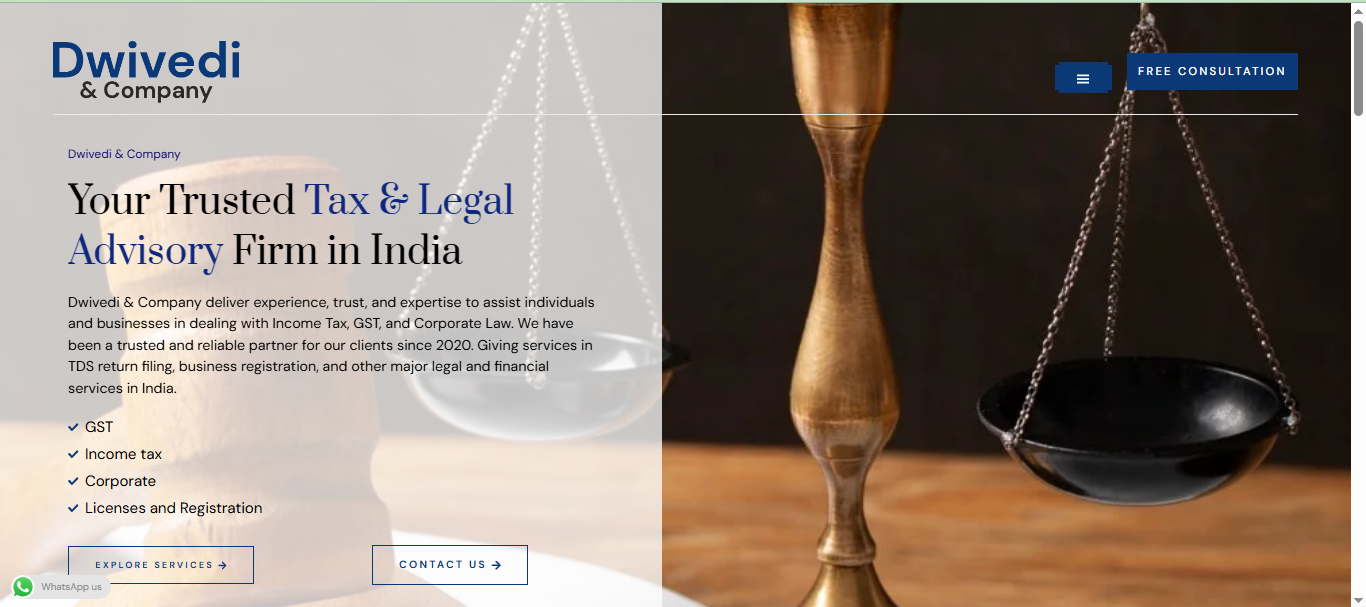 Dwivedi
& Company
FREE CONSULTATION
Dwivedi & Company
Your Trusted Tax & Legal
Advisory Firm in India
Dwivedi & Company deliver experience, trust, and expertise to assist individuals
and businesses in dealing with Income Tax, GST, and Corporate Law. We have
been a trusted and reliable partner for our clients since 2020. Giving services in
TDS return filing, business registration, and other major legal and financial
services in India.
GST
Income tax
Corporate
Licenses and Registration
EXPLORE SERVICES →
CONTACT US →
WhatsApp us